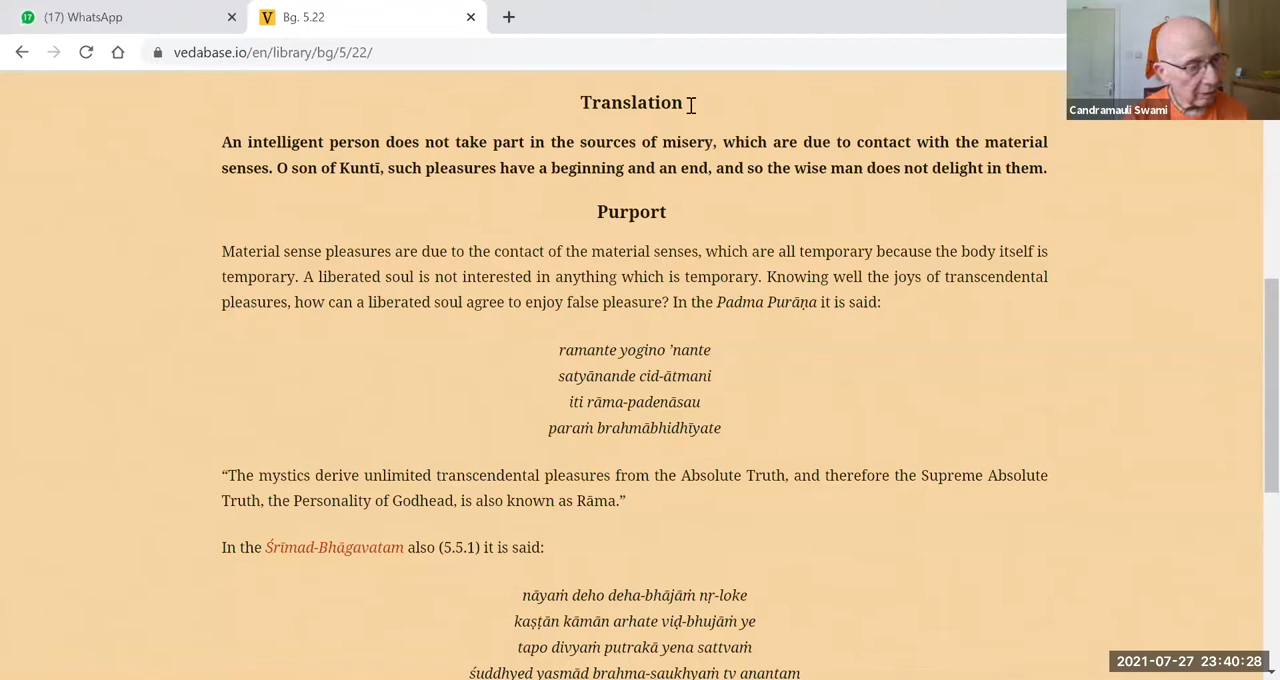 (17) WhatsApp
Bg. 5.22
vedabase.io/en/library/bg/5/22/
Candramauli Swami
Translation
An intelligent person does not take part in the sources of misery, which are due to contact with the material
senses. O son of Kuntī, such pleasures have a beginning and an end, and so the wise man does not delight in them.
Purport
Material sense pleasures are due to the contact of the material senses, which are all temporary because the body itself is
temporary. A liberated soul is not interested in anything which is temporary. Knowing well the joys of transcendental
pleasures, how can a liberated soul agree to enjoy false pleasure? In the Padma Purāṇa it is said:
ramante yogino ’nante
satyānande cid-ātmani
iti rāma-padenāsau
paraṁ brahmābhidhīyate
“The mystics derive unlimited transcendental pleasures from the Absolute Truth, and therefore the Supreme Absolute
Truth, the Personality of Godhead, is also known as Rāma.”
In the Śrīmad-Bhāgavatam also (5.5.1) it is said:
nāyaṁ deho deha-bhājāṁ nṛ-loke
kaṣṭān kāmān arhate viḍ-bhujāṁ ye
tapo divyaṁ putrakā yena sattvaṁ
śuddhyed yasmād brahma-saukhyaṁ tv anantam
2021-07-27 23:40:28